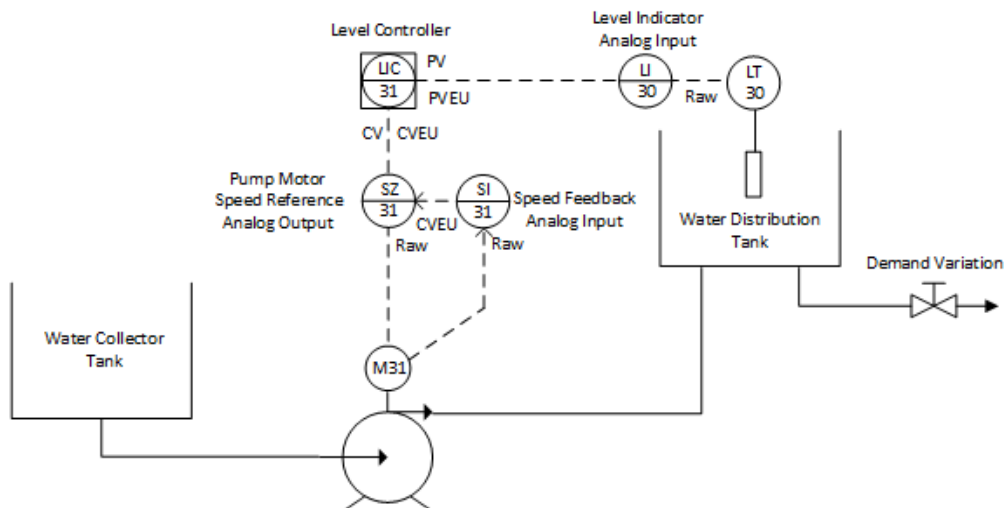 Level Indicator
Analog Input
Level Controller
LIC
31
PV
PVEU
LI
30
Raw
LT
30
CV
CVEU
Pump Motor
Speed Reference
Analog Output
SZ
31
CVEU
SI
31
Speed Feedback
Analog Input
Raw
Raw
Water Distribution
Tank
Demand Variation
Water Collector
Tank
M31